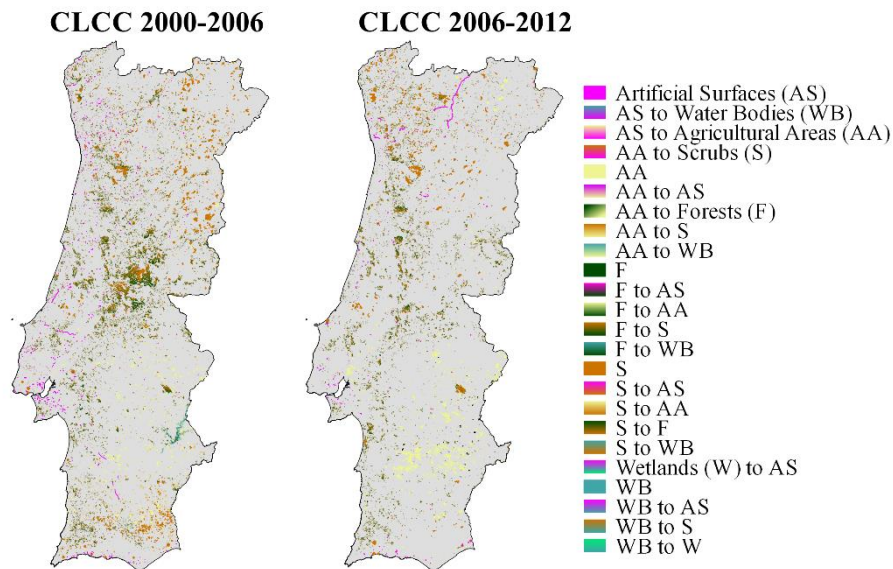 CLCC 2000-2006
CLCC 2006-2012
Artificial Surfaces (AS)
AS to Water Bodies (WB)
AS to Agricultural Areas (AA)
AA to Scrubs (S)
AA
AA to AS
AA to Forests (F)
AA to S
AA to WB
F
F to AS
F to AA
F to S
F to WB
S
S to AS
S to AA
S to F
S to WB
Wetlands (W) to AS
WB
WB to AS
WB to S
WB to W